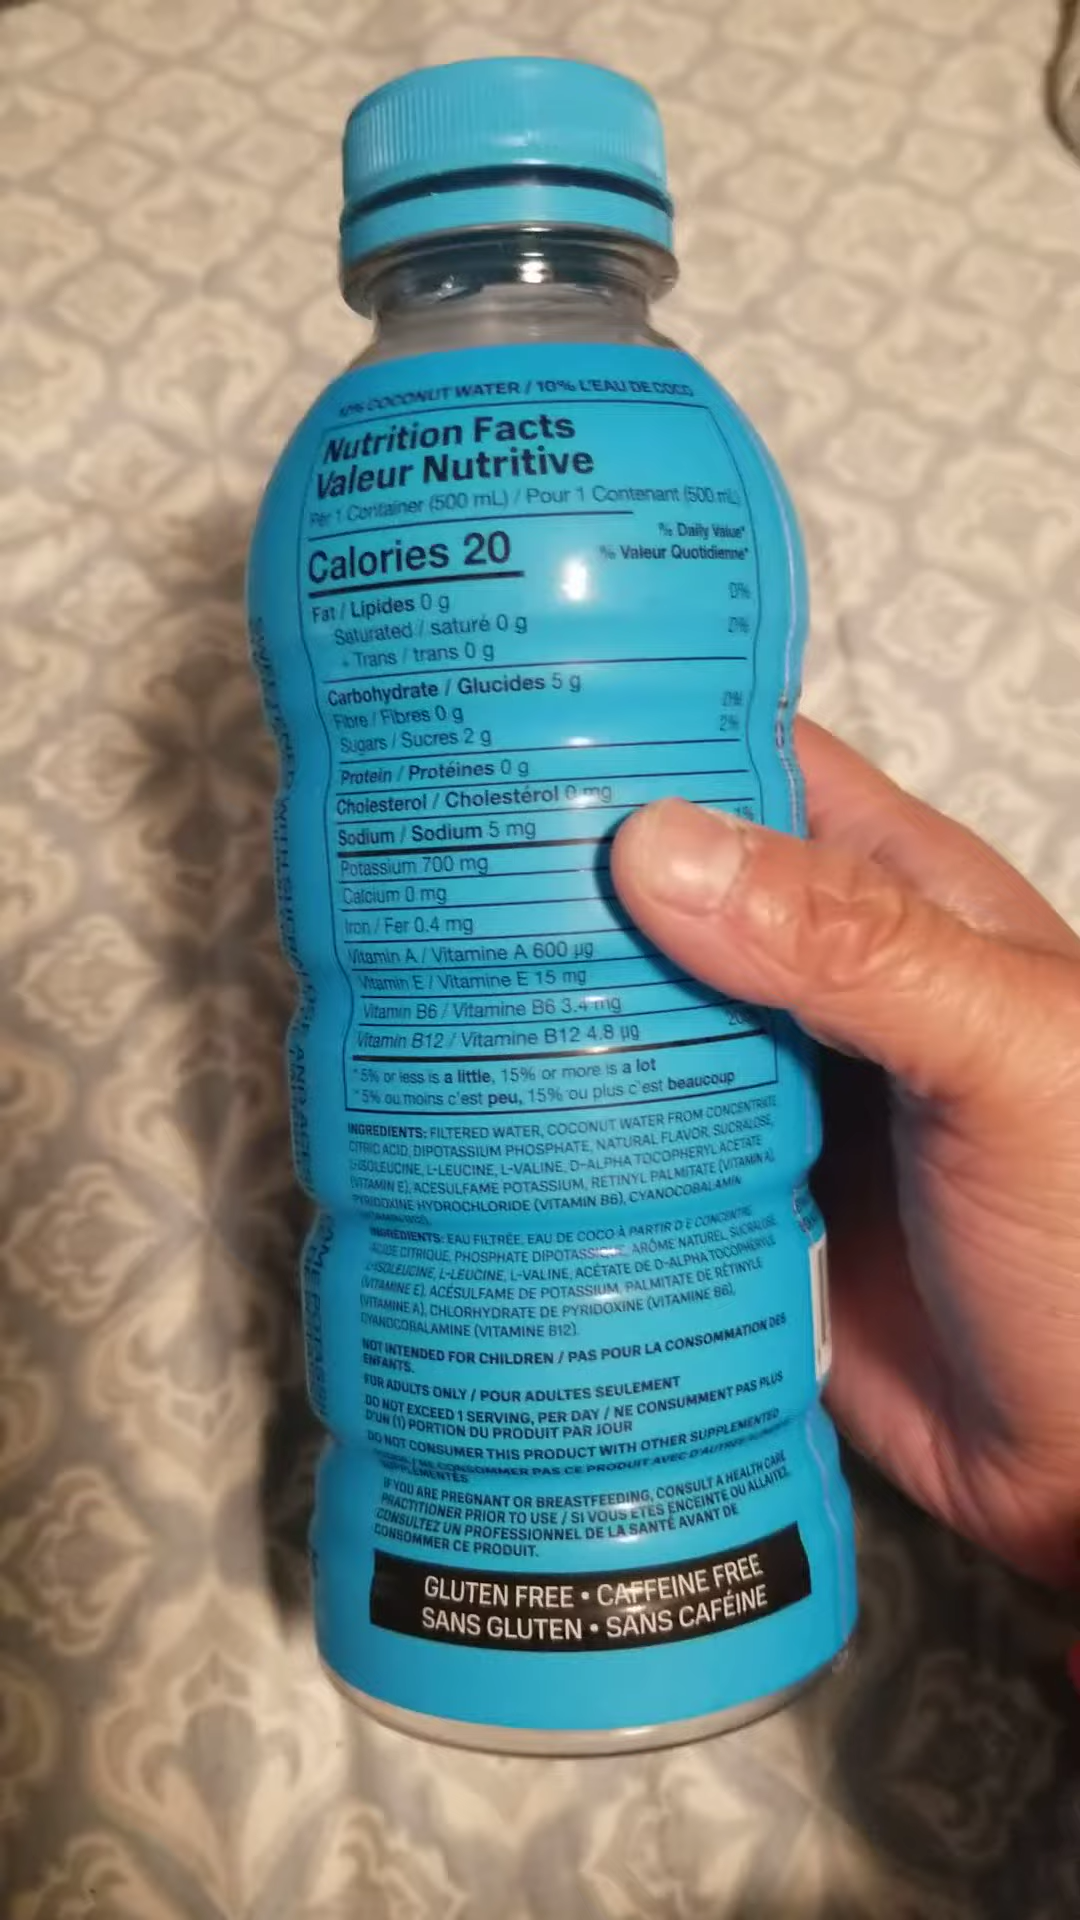 10% COCONUT WATER / 10% L'EAU DE COCO
Nutrition Facts
Valeur Nutritive
Per 1 Container (500 mL) / Pour 1 Contenant (500 mL)
% Daily Value*
Calories 20
% Valeur Quotidienne*
Fat / Lipides 0 g 0%
Saturated / saturé 0 g 0%
+ Trans / trans 0 g
Carbohydrate / Glucides 5 g
Fibre / Fibres 0 g 0%
Sugars / Sucres 2 g 2%
Protein / Protéines 0 g
Cholesterol / Cholestérol 0 mg
Sodium / Sodium 5 mg 1%
Potassium 700 mg
Calcium 0 mg
Iron / Fer 0.4 mg
Vitamin A / Vitamine A 600 µg
Vitamin E / Vitamine E 15 mg
Vitamin B6 / Vitamine B6 3.4 mg
Vitamin B12 / Vitamine B12 4.8 µg
*5% or less is a little, 15% or more is a lot
*5% ou moins c'est peu, 15% ou plus c'est beaucoup
INGREDIENTS: FILTERED WATER, COCONUT WATER FROM CONCENTRATE
CITRIC ACID, DIPOTASSIUM PHOSPHATE, NATURAL FLAVOR, SUCRALOSE,
L-ISOLEUCINE, L-LEUCINE, L-VALINE, D-ALPHA TOCOPHERYL ACETATE
(VITAMIN E), ACESULFAME POTASSIUM, RETINYL PALMITATE (VITAMIN A),
PYRIDOXINE HYDROCHLORIDE (VITAMIN B6), CYANOCOBALAMIN
(VITAMIN B12).
INGRÉDIENTS: EAU FILTRÉE, EAU DE COCO À PARTIR DE CONCENTRÉ
ACIDE CITRIQUE, PHOSPHATE DIPOTASSIQUE, ARÔME NATUREL, SUCRALOSE,
L-ISOLEUCINE, L-LEUCINE, L-VALINE, ACÉTATE DE D-ALPHA TOCOPHÉRYLE
(VITAMINE E), ACÉSULFAME DE POTASSIUM, PALMITATE DE RÉTINYLE
(VITAMINE A), CHLORHYDRATE DE PYRIDOXINE (VITAMINE B6),
CYANOCOBALAMINE (VITAMINE B12).
NOT INTENDED FOR CHILDREN / PAS POUR LA CONSOMMATION DES
ENFANTS.
FOR ADULTS ONLY / POUR ADULTES SEULEMENT
DO NOT EXCEED 1 SERVING, PER DAY / NE CONSUMMENT PAS PLUS
D'UN (1) PORTION DU PRODUIT PAR JOUR
DO NOT CONSUMER THIS PRODUCT WITH OTHER SUPPLEMENTED
NE CONSOMMER PAS CE PRODUIT AVEC D'AUTRES
SUPPLÉMENTÉS
IF YOU ARE PREGNANT OR BREASTFEEDING, CONSULT A HEALTH CARE
PRACTITIONER PRIOR TO USE / SI VOUS ÊTES ENCEINTE OU ALLAITEZ,
CONSULTEZ UN PROFESSIONNEL DE LA SANTÉ AVANT DE
CONSOMMER CE PRODUIT.
GLUTEN FREE • CAFFEINE FREE
SANS GLUTEN • SANS CAFÉINE